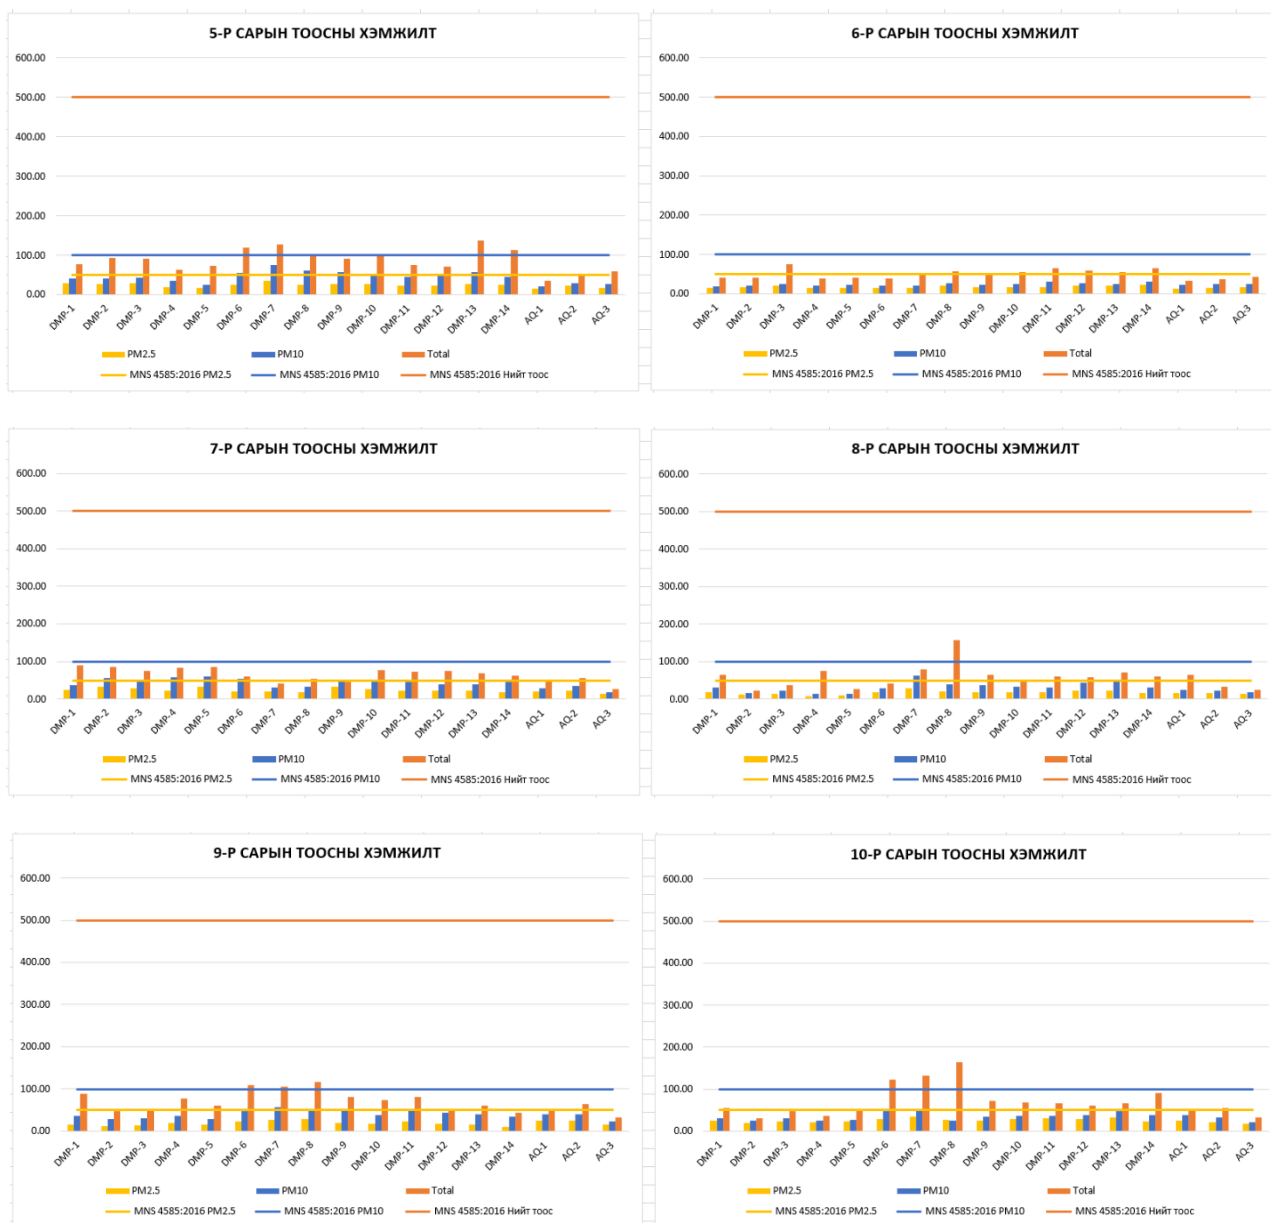 5-Р САРЫН ТООСНЫ ХЭМЖИЛТ
600.00
500.00
400.00
300.00
200.00
100.00
0.00
DMP-1 DMP-2 DMP-3 DMP-4 DMP-5 DMP-6 DMP-7 DMP-8 DMP-9 DMP-10 DMP-11 DMP-12 DMP-13 DMP-14 AQ-1 AQ-2 AQ-3
PM2.5 PM10 Total
MNS 4585:2016 PM2.5 MNS 4585:2016 PM10 MNS 4585:2016 Нийт тоос
6-Р САРЫН ТООСНЫ ХЭМЖИЛТ
600.00
500.00
400.00
300.00
200.00
100.00
0.00
DMP-1 DMP-2 DMP-3 DMP-4 DMP-5 DMP-6 DMP-7 DMP-8 DMP-9 DMP-10 DMP-11 DMP-12 DMP-13 DMP-14 AQ-1 AQ-2 AQ-3
PM2.5 PM10 Total
MNS 4585:2016 PM2.5 MNS 4585:2016 PM10 MNS 4585:2016 Нийт тоос
7-Р САРЫН ТООСНЫ ХЭМЖИЛТ
600.00
500.00
400.00
300.00
200.00
100.00
0.00
DMP-1 DMP-2 DMP-3 DMP-4 DMP-5 DMP-6 DMP-7 DMP-8 DMP-9 DMP-10 DMP-11 DMP-12 DMP-13 DMP-14 AQ-1 AQ-2 AQ-3
PM2.5 PM10 Total
MNS 4585:2016 PM2.5 MNS 4585:2016 PM10 MNS 4585:2016 Нийт тоос
8-Р САРЫН ТООСНЫ ХЭМЖИЛТ
600.00
500.00
400.00
300.00
200.00
100.00
0.00
DMP-1 DMP-2 DMP-3 DMP-4 DMP-5 DMP-6 DMP-7 DMP-8 DMP-9 DMP-10 DMP-11 DMP-12 DMP-13 DMP-14 AQ-1 AQ-2 AQ-3
PM2.5 PM10 Total
MNS 4585:2016 PM2.5 MNS 4585:2016 PM10 MNS 4585:2016 Нийт тоос
9-Р САРЫН ТООСНЫ ХЭМЖИЛТ
600.00
500.00
400.00
300.00
200.00
100.00
0.00
DMP-1 DMP-2 DMP-3 DMP-4 DMP-5 DMP-6 DMP-7 DMP-8 DMP-9 DMP-10 DMP-11 DMP-12 DMP-13 DMP-14 AQ-1 AQ-2 AQ-3
PM2.5 PM10 Total
MNS 4585:2016 PM2.5 MNS 4585:2016 PM10 MNS 4585:2016 Нийт тоос
10-Р САРЫН ТООСНЫ ХЭМЖИЛТ
600.00
500.00
400.00
300.00
200.00
100.00
0.00
DMP-1 DMP-2 DMP-3 DMP-4 DMP-5 DMP-6 DMP-7 DMP-8 DMP-9 DMP-10 DMP-11 DMP-12 DMP-13 DMP-14 AQ-1 AQ-2 AQ-3
PM2.5 PM10 Total
MNS 4585:2016 PM2.5 MNS 4585:2016 PM10 MNS 4585:2016 Нийт тоос